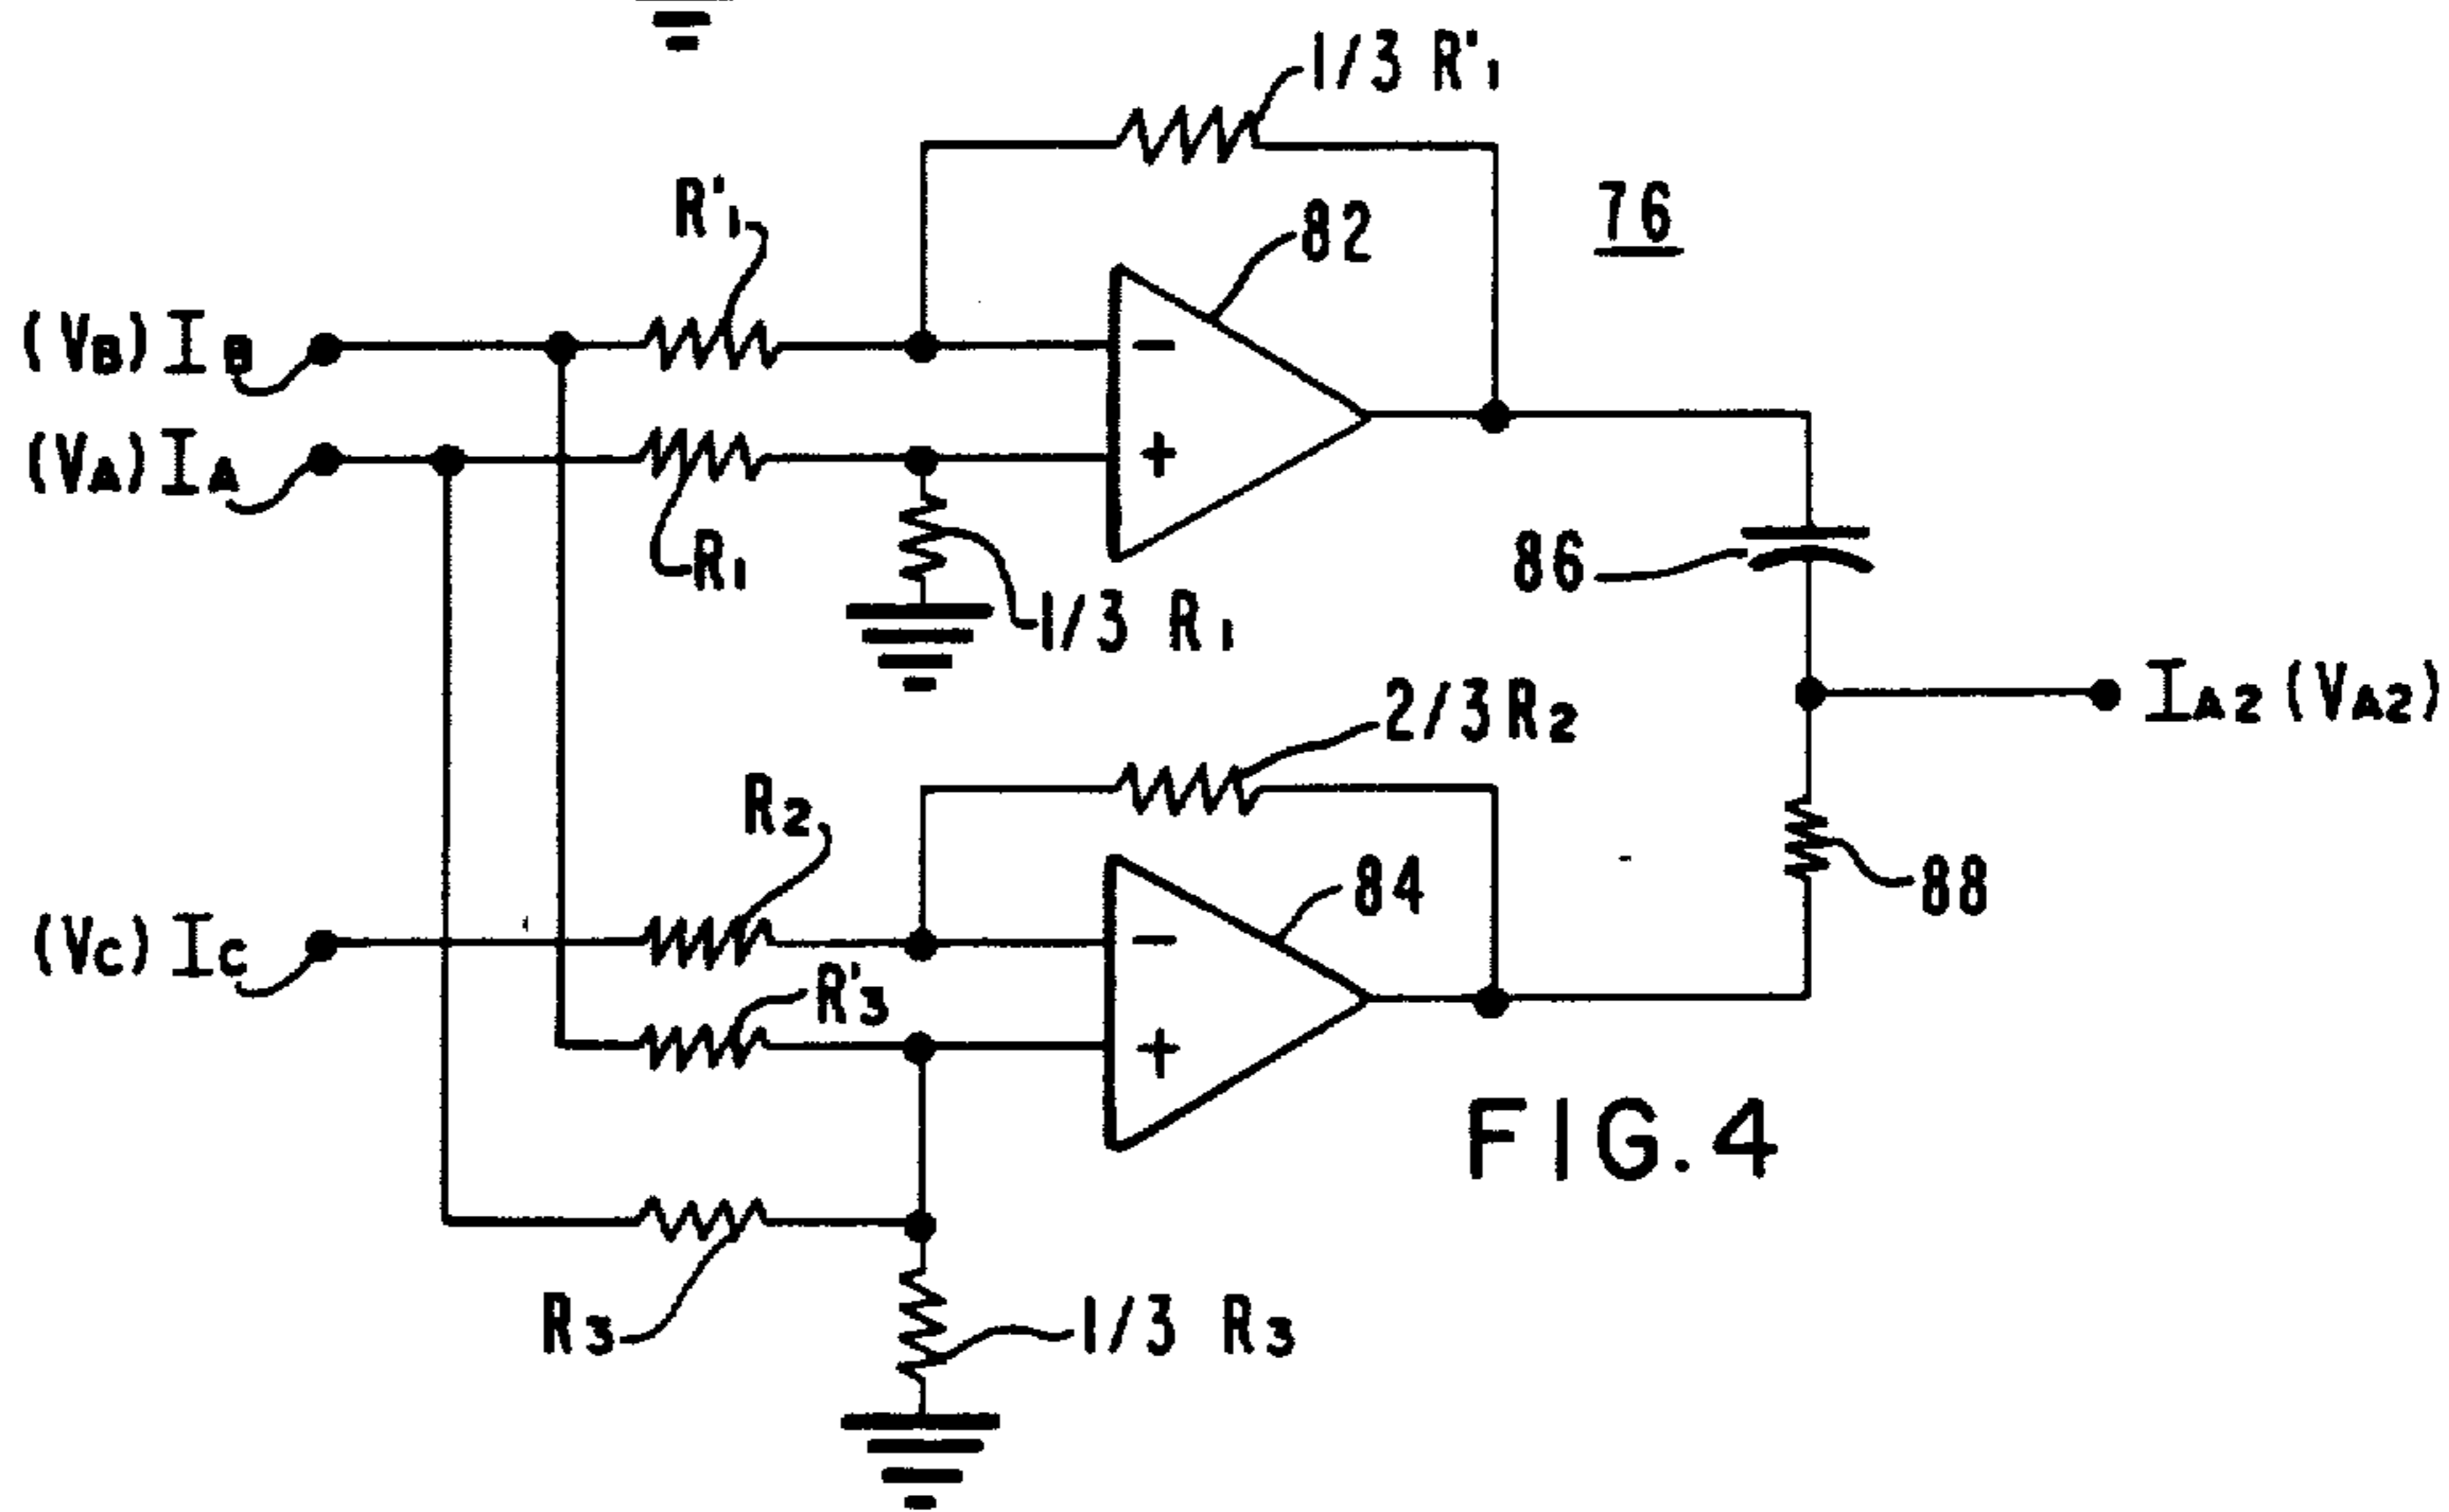 1/3 R'1
R'1
82
76
(VB) IB
(VA) IA
R1
86
1/3 R1
IA2 (VA2)
2/3 R2
R2
84
88
(VC) IC
R'3
FIG. 4
R3
1/3 R3